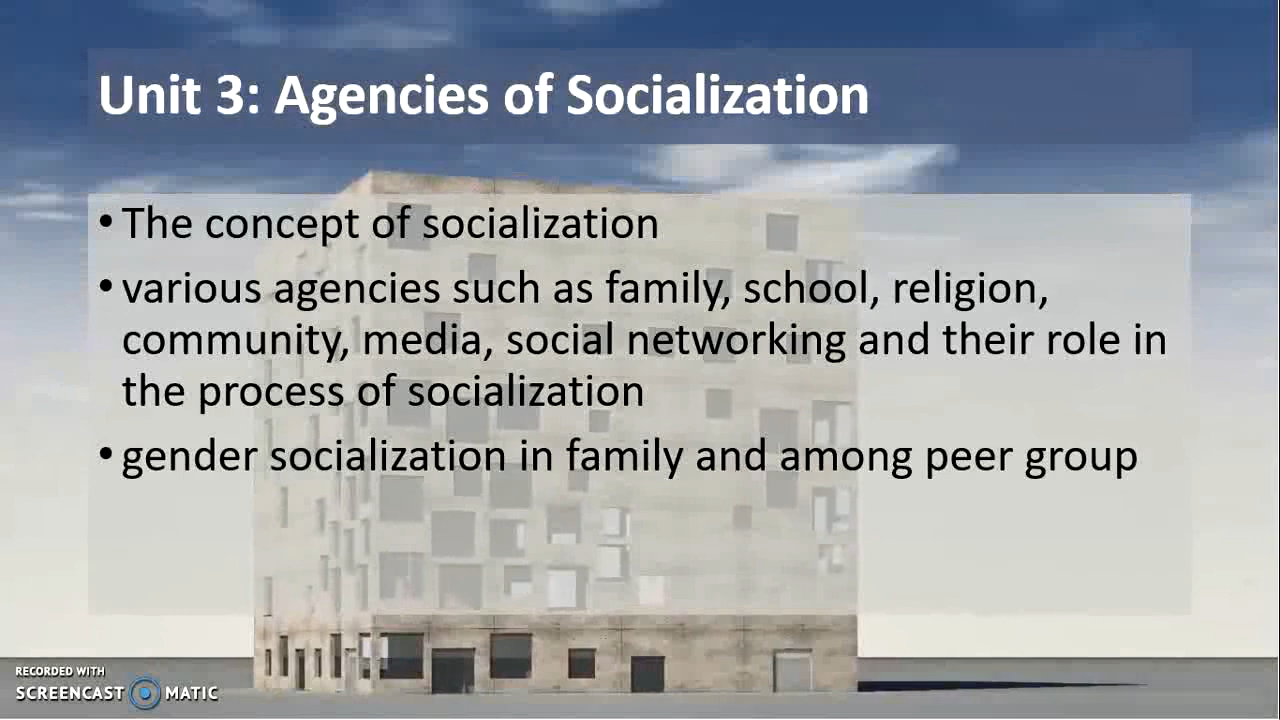 Unit 3: Agencies of Socialization
• The concept of socialization
• various agencies such as family, school, religion,
community, media, social networking and their role in
the process of socialization
• gender socialization in family and among peer group
RECORDED WITH
SCREENCAST MATIC